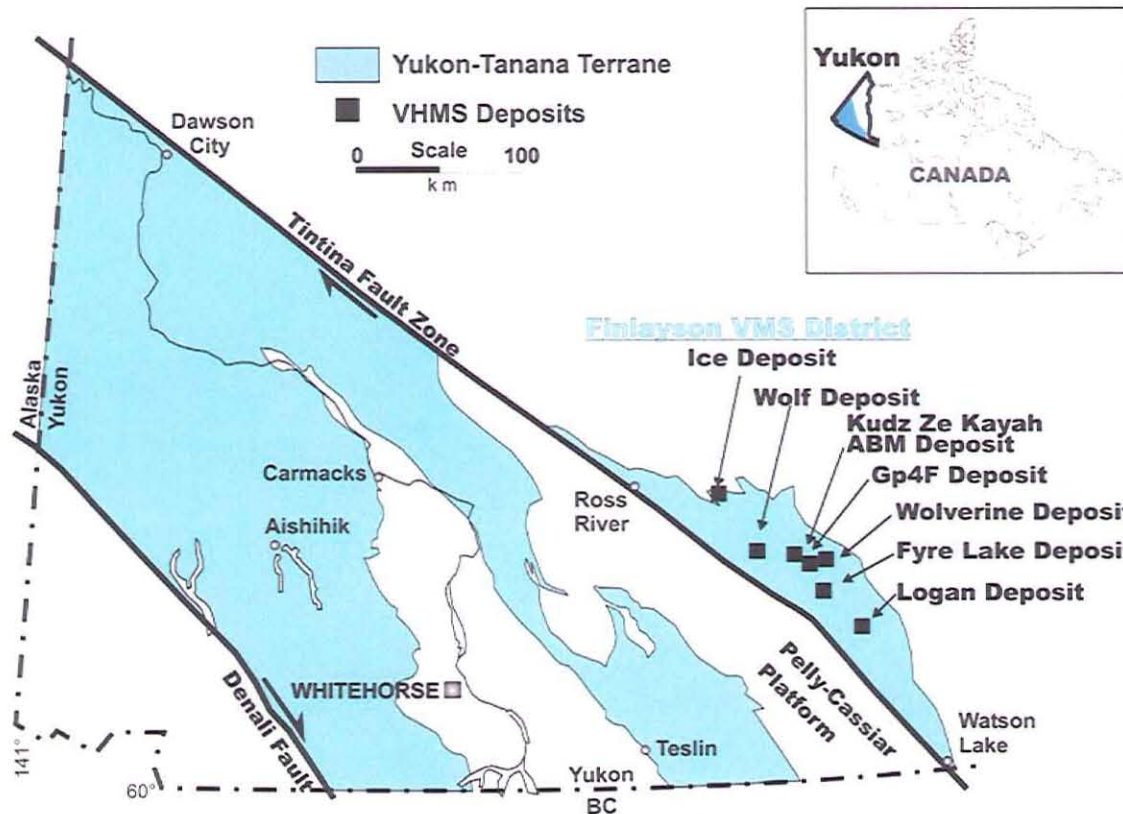 Yukon-Tanana Terrane
VHMS Deposits
0 Scale 100
km
Yukon
CANADA
Dawson
City
Tintina Fault Zone
Finlayson VMS District
Ice Deposit
Wolf Deposit
Kudz Ze Kayah
ABM Deposit
Gp4F Deposit
Wolverine Deposit
Fyre Lake Deposit
Logan Deposit
Alaska
Yukon
Carmacks
Aishihik
Ross
River
WHITEHORSE
Denali Fault
Pelly-Cassiar
Platform
Watson
Lake
Teslin
141°
60°
Yukon
BC